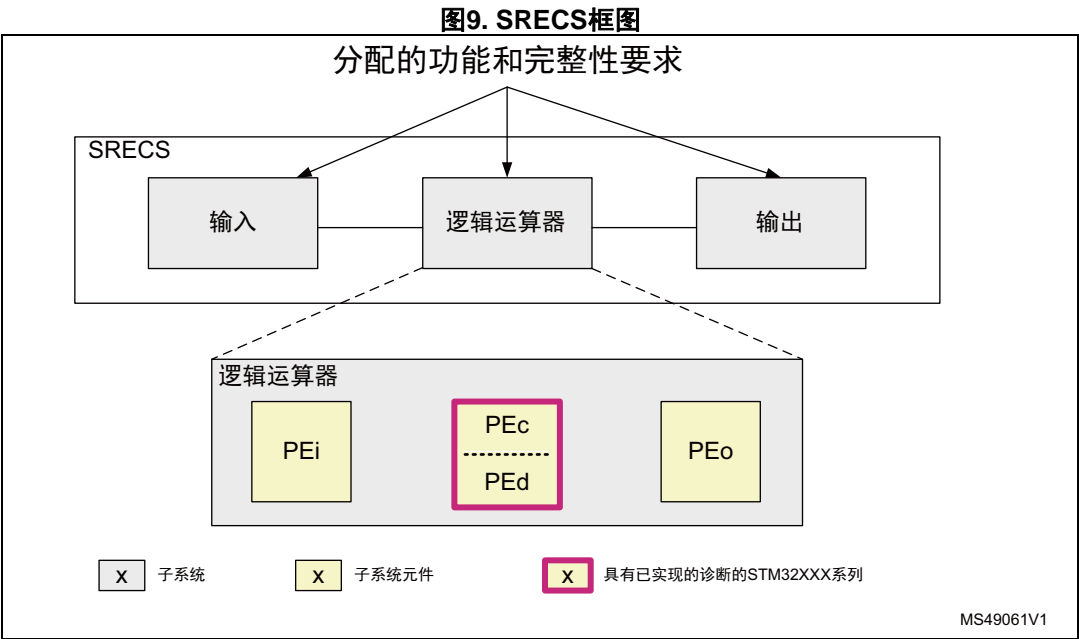 图9. SRECS框图
分配的功能和完整性要求
SRECS
输入
逻辑运算器
输出
逻辑运算器
PEi
PEc
PEd
PEo
X 子系统
X 子系统元件
X 具有已实现的诊断的STM32XXX系列
MS49061V1